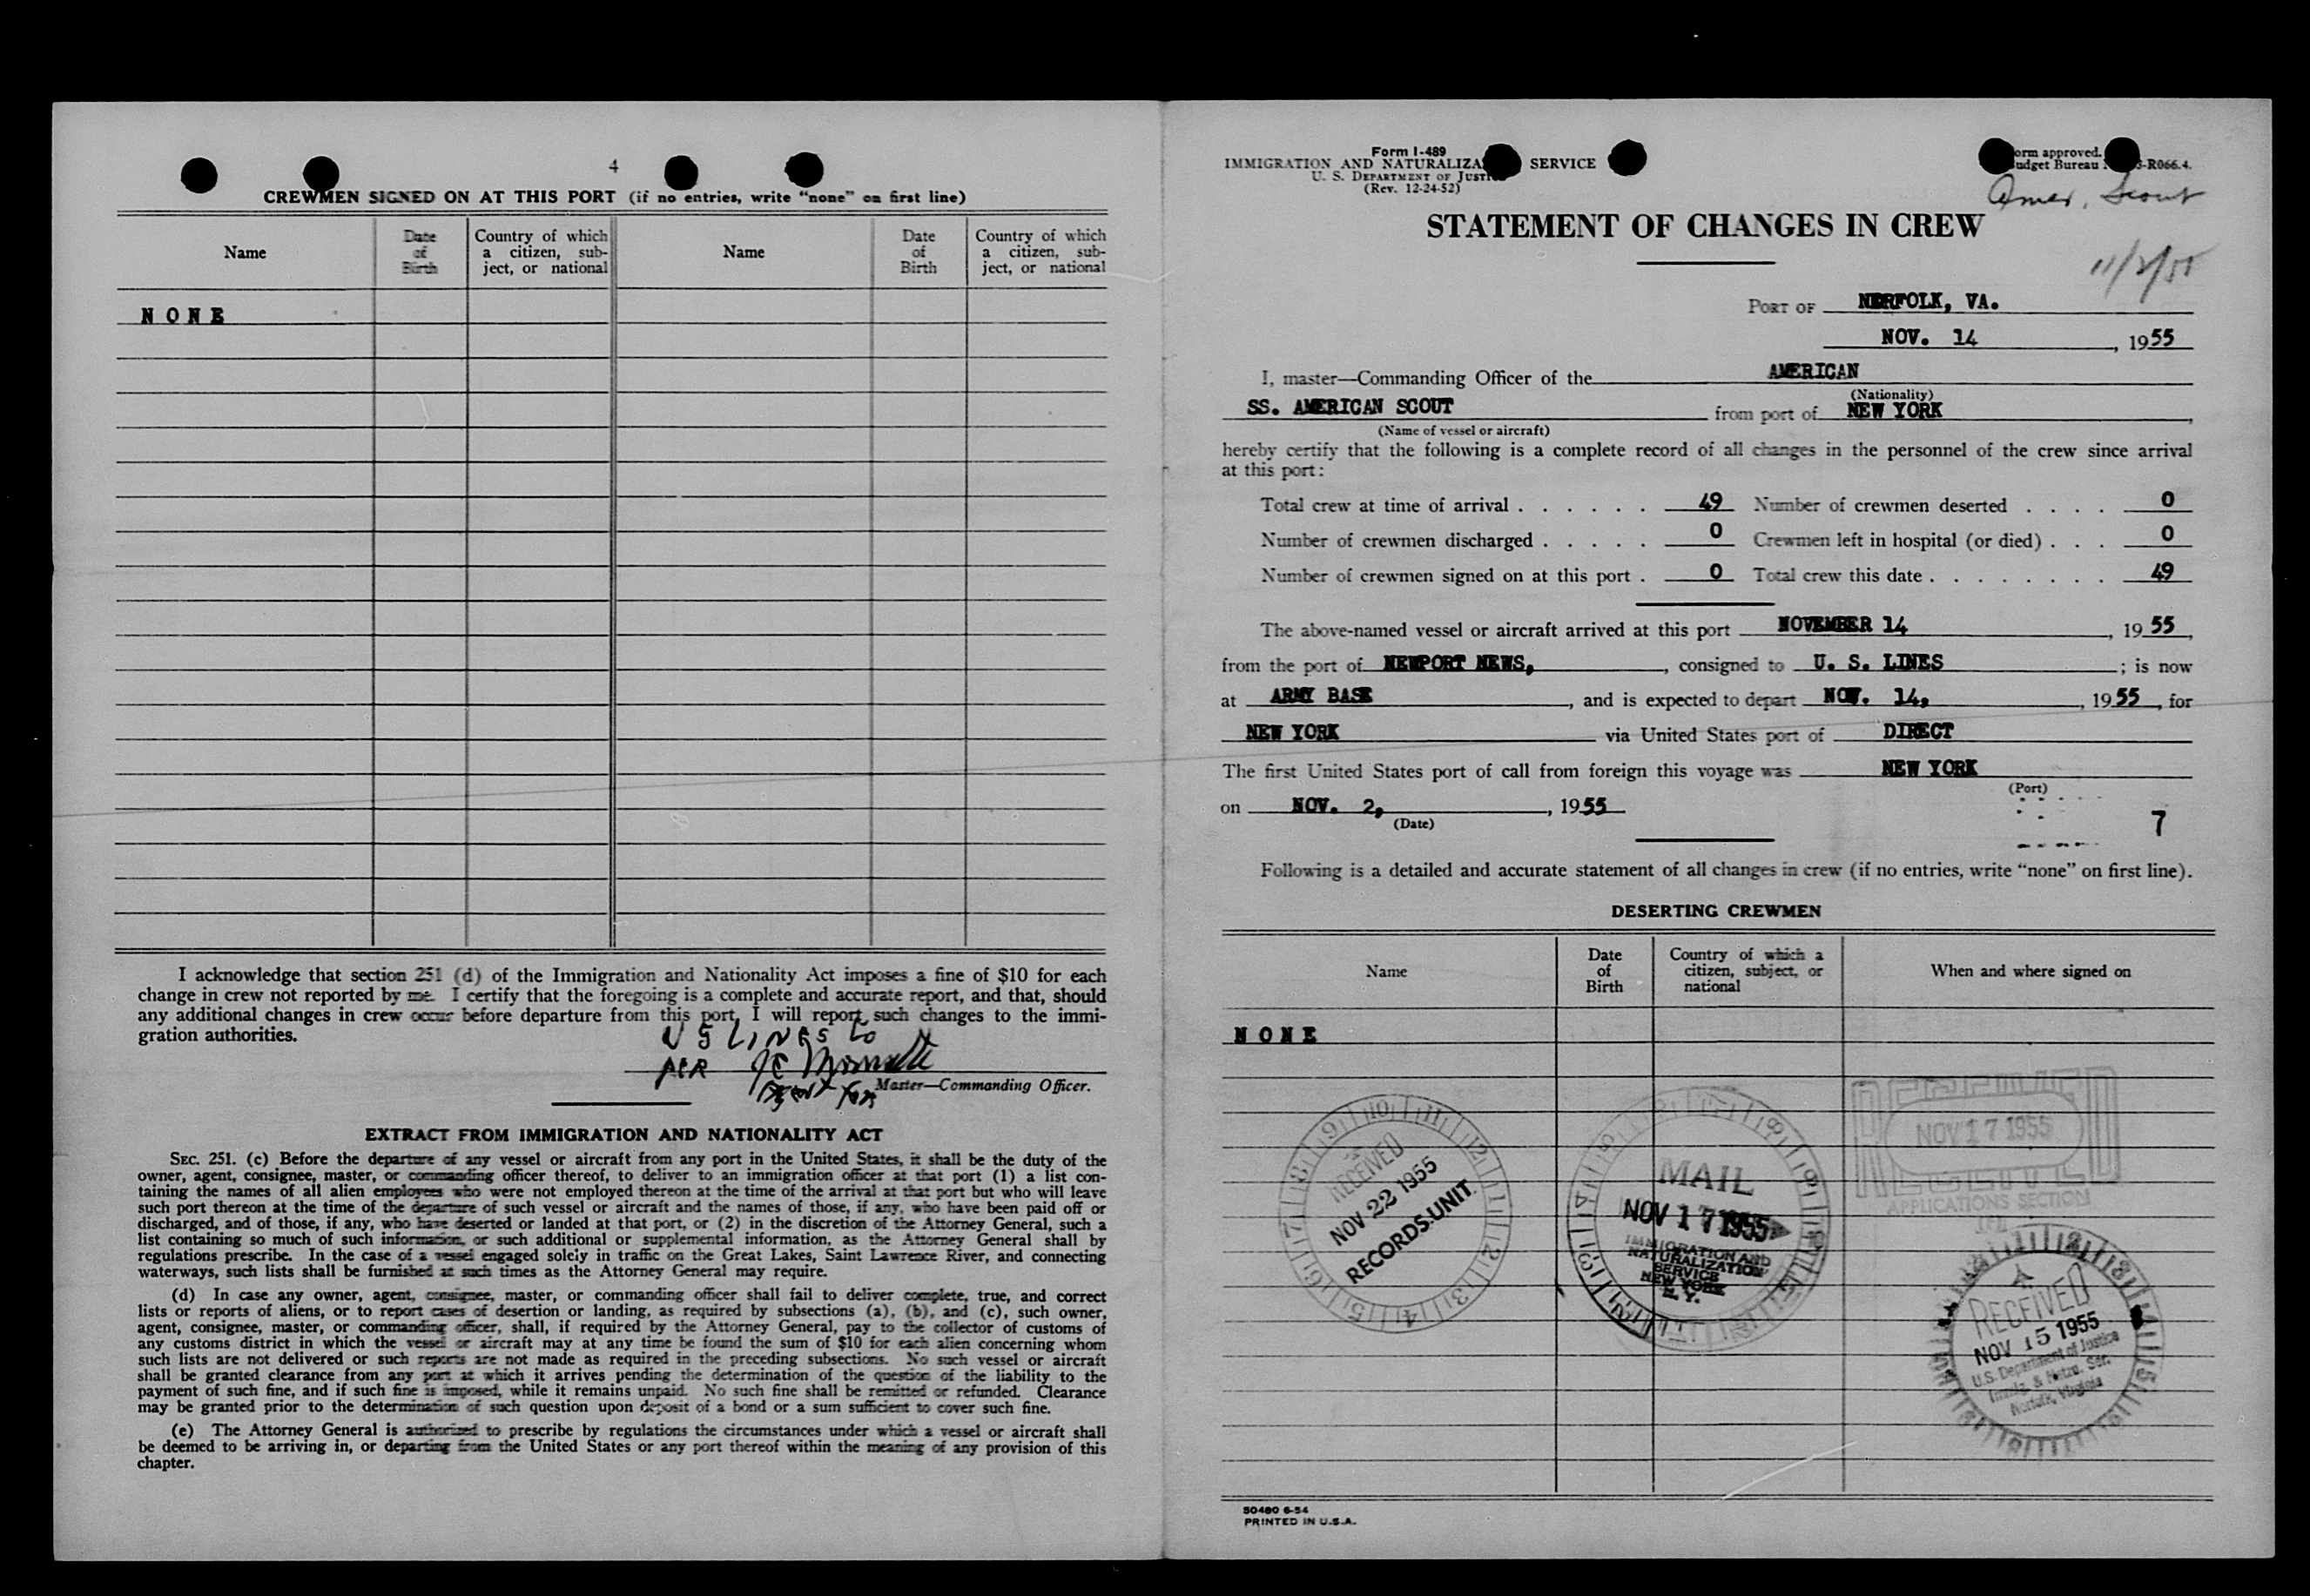 4
CREWMEN SIGNED ON AT THIS PORT (if no entries, write "none" on first line)
Name
Date of Birth
Country of which a citizen, subject, or national
Name
Date of Birth
Country of which a citizen, subject, or national
NONE
I acknowledge that section 251 (d) of the Immigration and Nationality Act imposes a fine of $10 for each
change in crew not reported by me. I certify that the foregoing is a complete and accurate report, and that, should
any additional changes in crew occur before departure from this port, I will report such changes to the immi-
gration authorities.
U S LINES Co
PER
Master—Commanding Officer.
EXTRACT FROM IMMIGRATION AND NATIONALITY ACT
SEC. 251. (c) Before the departure of any vessel or aircraft from any port in the United States, it shall be the duty of the
owner, agent, consignee, master, or commanding officer thereof, to deliver to an immigration officer at that port (1) a list con-
taining the names of all alien employees who were not employed thereon at the time of the arrival at that port but who will leave
such port thereon at the time of the departure of such vessel or aircraft and the names of those, if any, who have been paid off or
discharged, and of those, if any, who have deserted or landed at that port, or (2) in the discretion of the Attorney General, such a
list containing so much of such information, or such additional or supplemental information, as the Attorney General shall by
regulations prescribe. In the case of a vessel engaged solely in traffic on the Great Lakes, Saint Lawrence River, and connecting
waterways, such lists shall be furnished at such times as the Attorney General may require.
(d) In case any owner, agent, consignee, master, or commanding officer shall fail to deliver complete, true, and correct
lists or reports of aliens, or to report cases of desertion or landing, as required by subsections (a), (b), and (c), such owner,
agent, consignee, master, or commanding officer, shall, if required by the Attorney General, pay to the collector of customs of
any customs district in which the vessel or aircraft may at any time be found the sum of $10 for each alien concerning whom
such lists are not delivered or such reports are not made as required in the preceding subsections. No such vessel or aircraft
shall be granted clearance from any port at which it arrives pending the determination of the question of the liability to the
payment of such fine, and if such fine is imposed, while it remains unpaid. No such fine shall be remitted or refunded. Clearance
may be granted prior to the determination of such question upon deposit of a bond or a sum sufficient to cover such fine.
(e) The Attorney General is authorized to prescribe by regulations the circumstances under which a vessel or aircraft shall
be deemed to be arriving in, or departing from the United States or any port thereof within the meaning of any provision of this
chapter.
Form I-489
IMMIGRATION AND NATURALIZA SERVICE
U. S. DEPARTMENT OF JUSTI
(Rev. 12-24-52)
orm approved.
udget Bureau -R066.4.
Amer. Scout
STATEMENT OF CHANGES IN CREW
11/2/55
PORT OF NORFOLK, VA.
NOV. 14, 1955
I, master—Commanding Officer of the AMERICAN
(Nationality)
SS. AMERICAN SCOUT from port of NEW YORK,
(Name of vessel or aircraft)
hereby certify that the following is a complete record of all changes in the personnel of the crew since arrival
at this port:
Total crew at time of arrival . . . . . . 49 Number of crewmen deserted . . . . 0
Number of crewmen discharged . . . . . 0 Crewmen left in hospital (or died) . . . 0
Number of crewmen signed on at this port . 0 Total crew this date . . . . . . . . 49
The above-named vessel or aircraft arrived at this port NOVEMBER 14, 1955,
from the port of NEWPORT NEWS, , consigned to U. S. LINES ; is now
at ARMY BASE , and is expected to depart NOV. 14, , 1955, for
NEW YORK via United States port of DIRECT
The first United States port of call from foreign this voyage was NEW YORK
(Port)
on NOV. 2, , 1955
(Date)
7
Following is a detailed and accurate statement of all changes in crew (if no entries, write "none" on first line).
DESERTING CREWMEN
Name
Date of Birth
Country of which a citizen, subject, or national
When and where signed on
NONE
RECEIVED
NOV 22 1955
RECORDS UNIT
MAIL
NOV 17 1955
IMMIGRATION AND
NATURALIZATION
SERVICE
NEW YORK
N. Y.
NOV 17 1955
APPLICATIONS SECTION
RECEIVED
NOV 15 1955
U.S. Department of Justice
Immig. & Natzn. Ser.
Norfolk, Virginia
50480 6-54
PRINTED IN U.S.A.